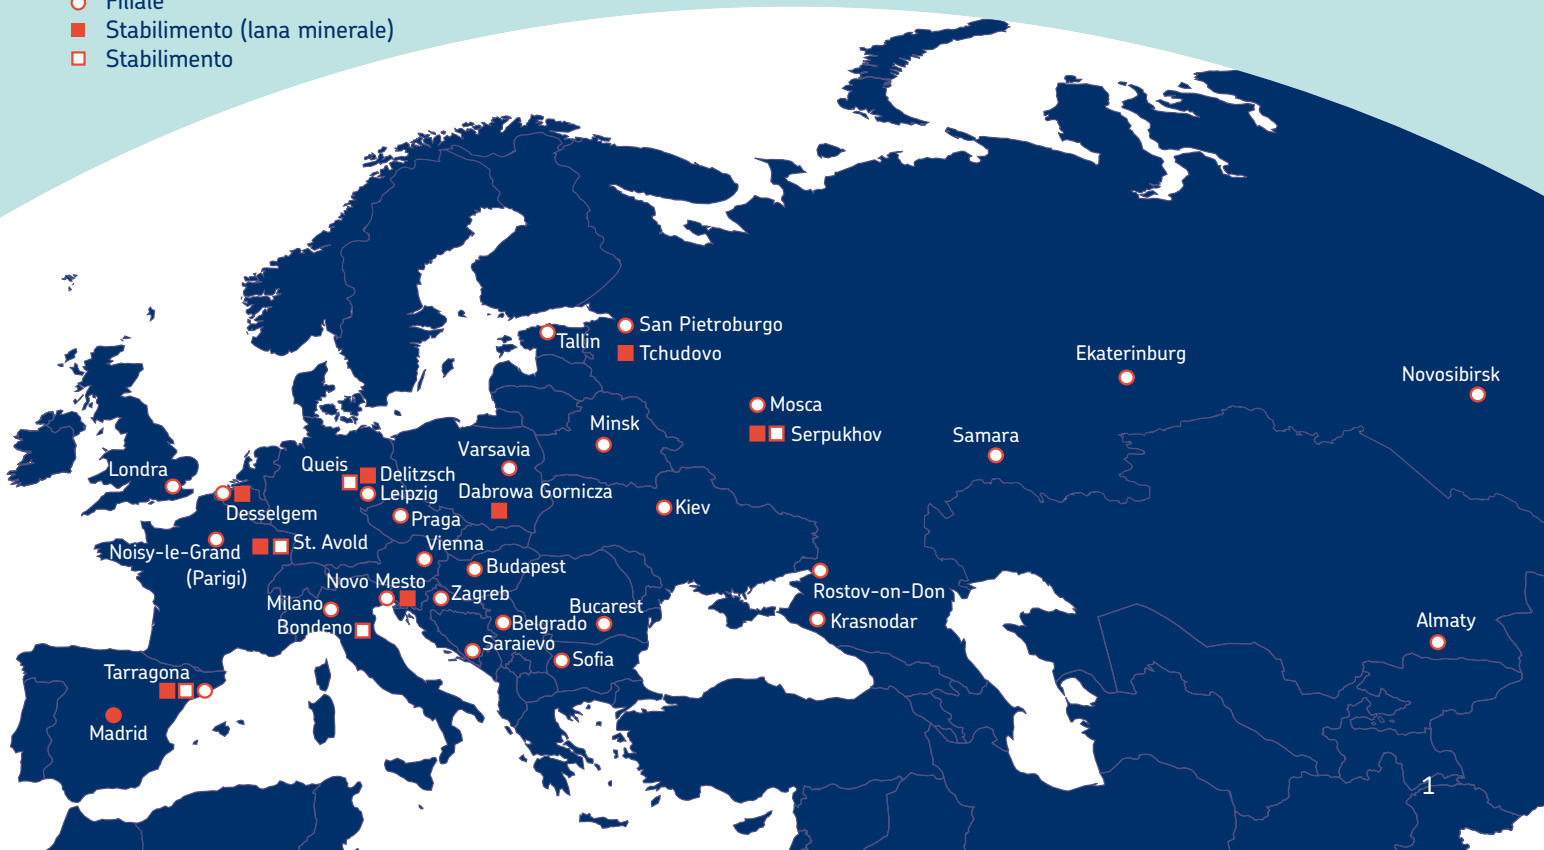 Filiale
Stabilimento (lana minerale)
Stabilimento
San Pietroburgo
Tallin
Tchudovo
Ekaterinburg
Novosibirsk
Mosca
Minsk
Serpukhov
Samara
Varsavia
Londra
Queis
Delitzsch
Leipzig
Dabrowa Gornicza
Desselgem
Praga
Kiev
Noisy-le-Grand
(Parigi)
St. Avold
Vienna
Budapest
Novo Mesto
Zagreb
Rostov-on-Don
Milano
Bucarest
Bondeno
Belgrado
Krasnodar
Almaty
Saraievo
Sofia
Tarragona
Madrid
1